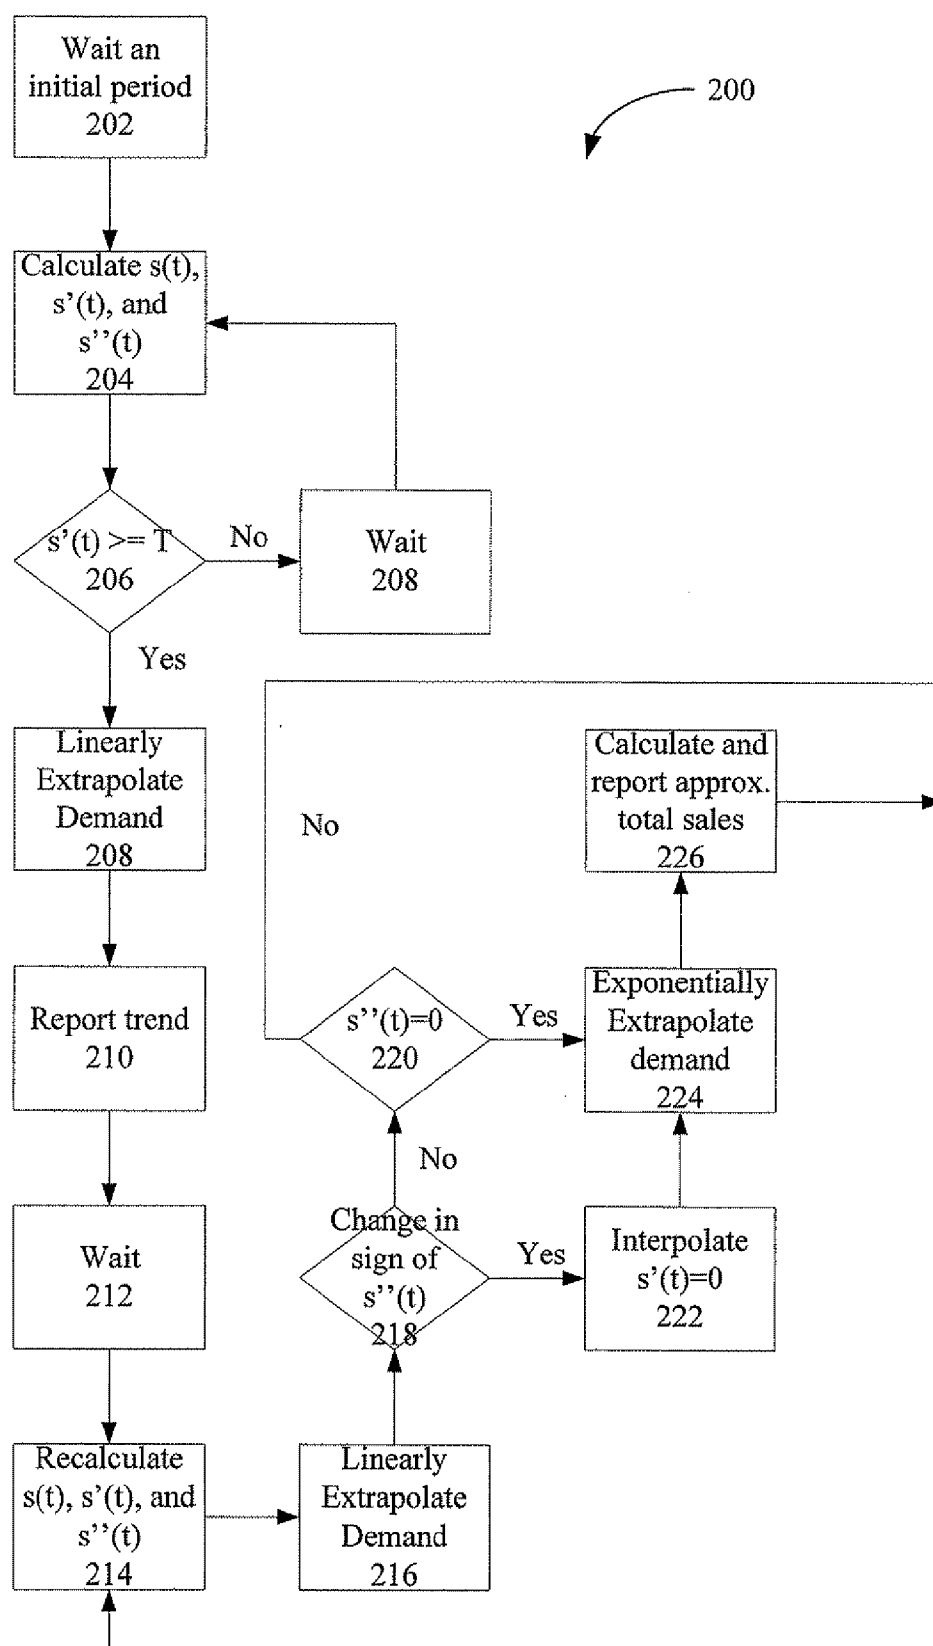 Wait an
initial period
202
200
Calculate s(t),
s’(t), and
s’’(t)
204
s’(t) >= T
206
No
Wait
208
Yes
Linearly
Extrapolate
Demand
208
Report trend
210
Wait
212
Recalculate
s(t), s’(t), and
s’’(t)
214
Linearly
Extrapolate
Demand
216
Change in
sign of
s’’(t)
218
Yes
No
Interpolate
s’(t)=0
222
s’’(t)=0
220
Yes
No
Exponentially
Extrapolate
demand
224
Calculate and
report approx.
total sales
226